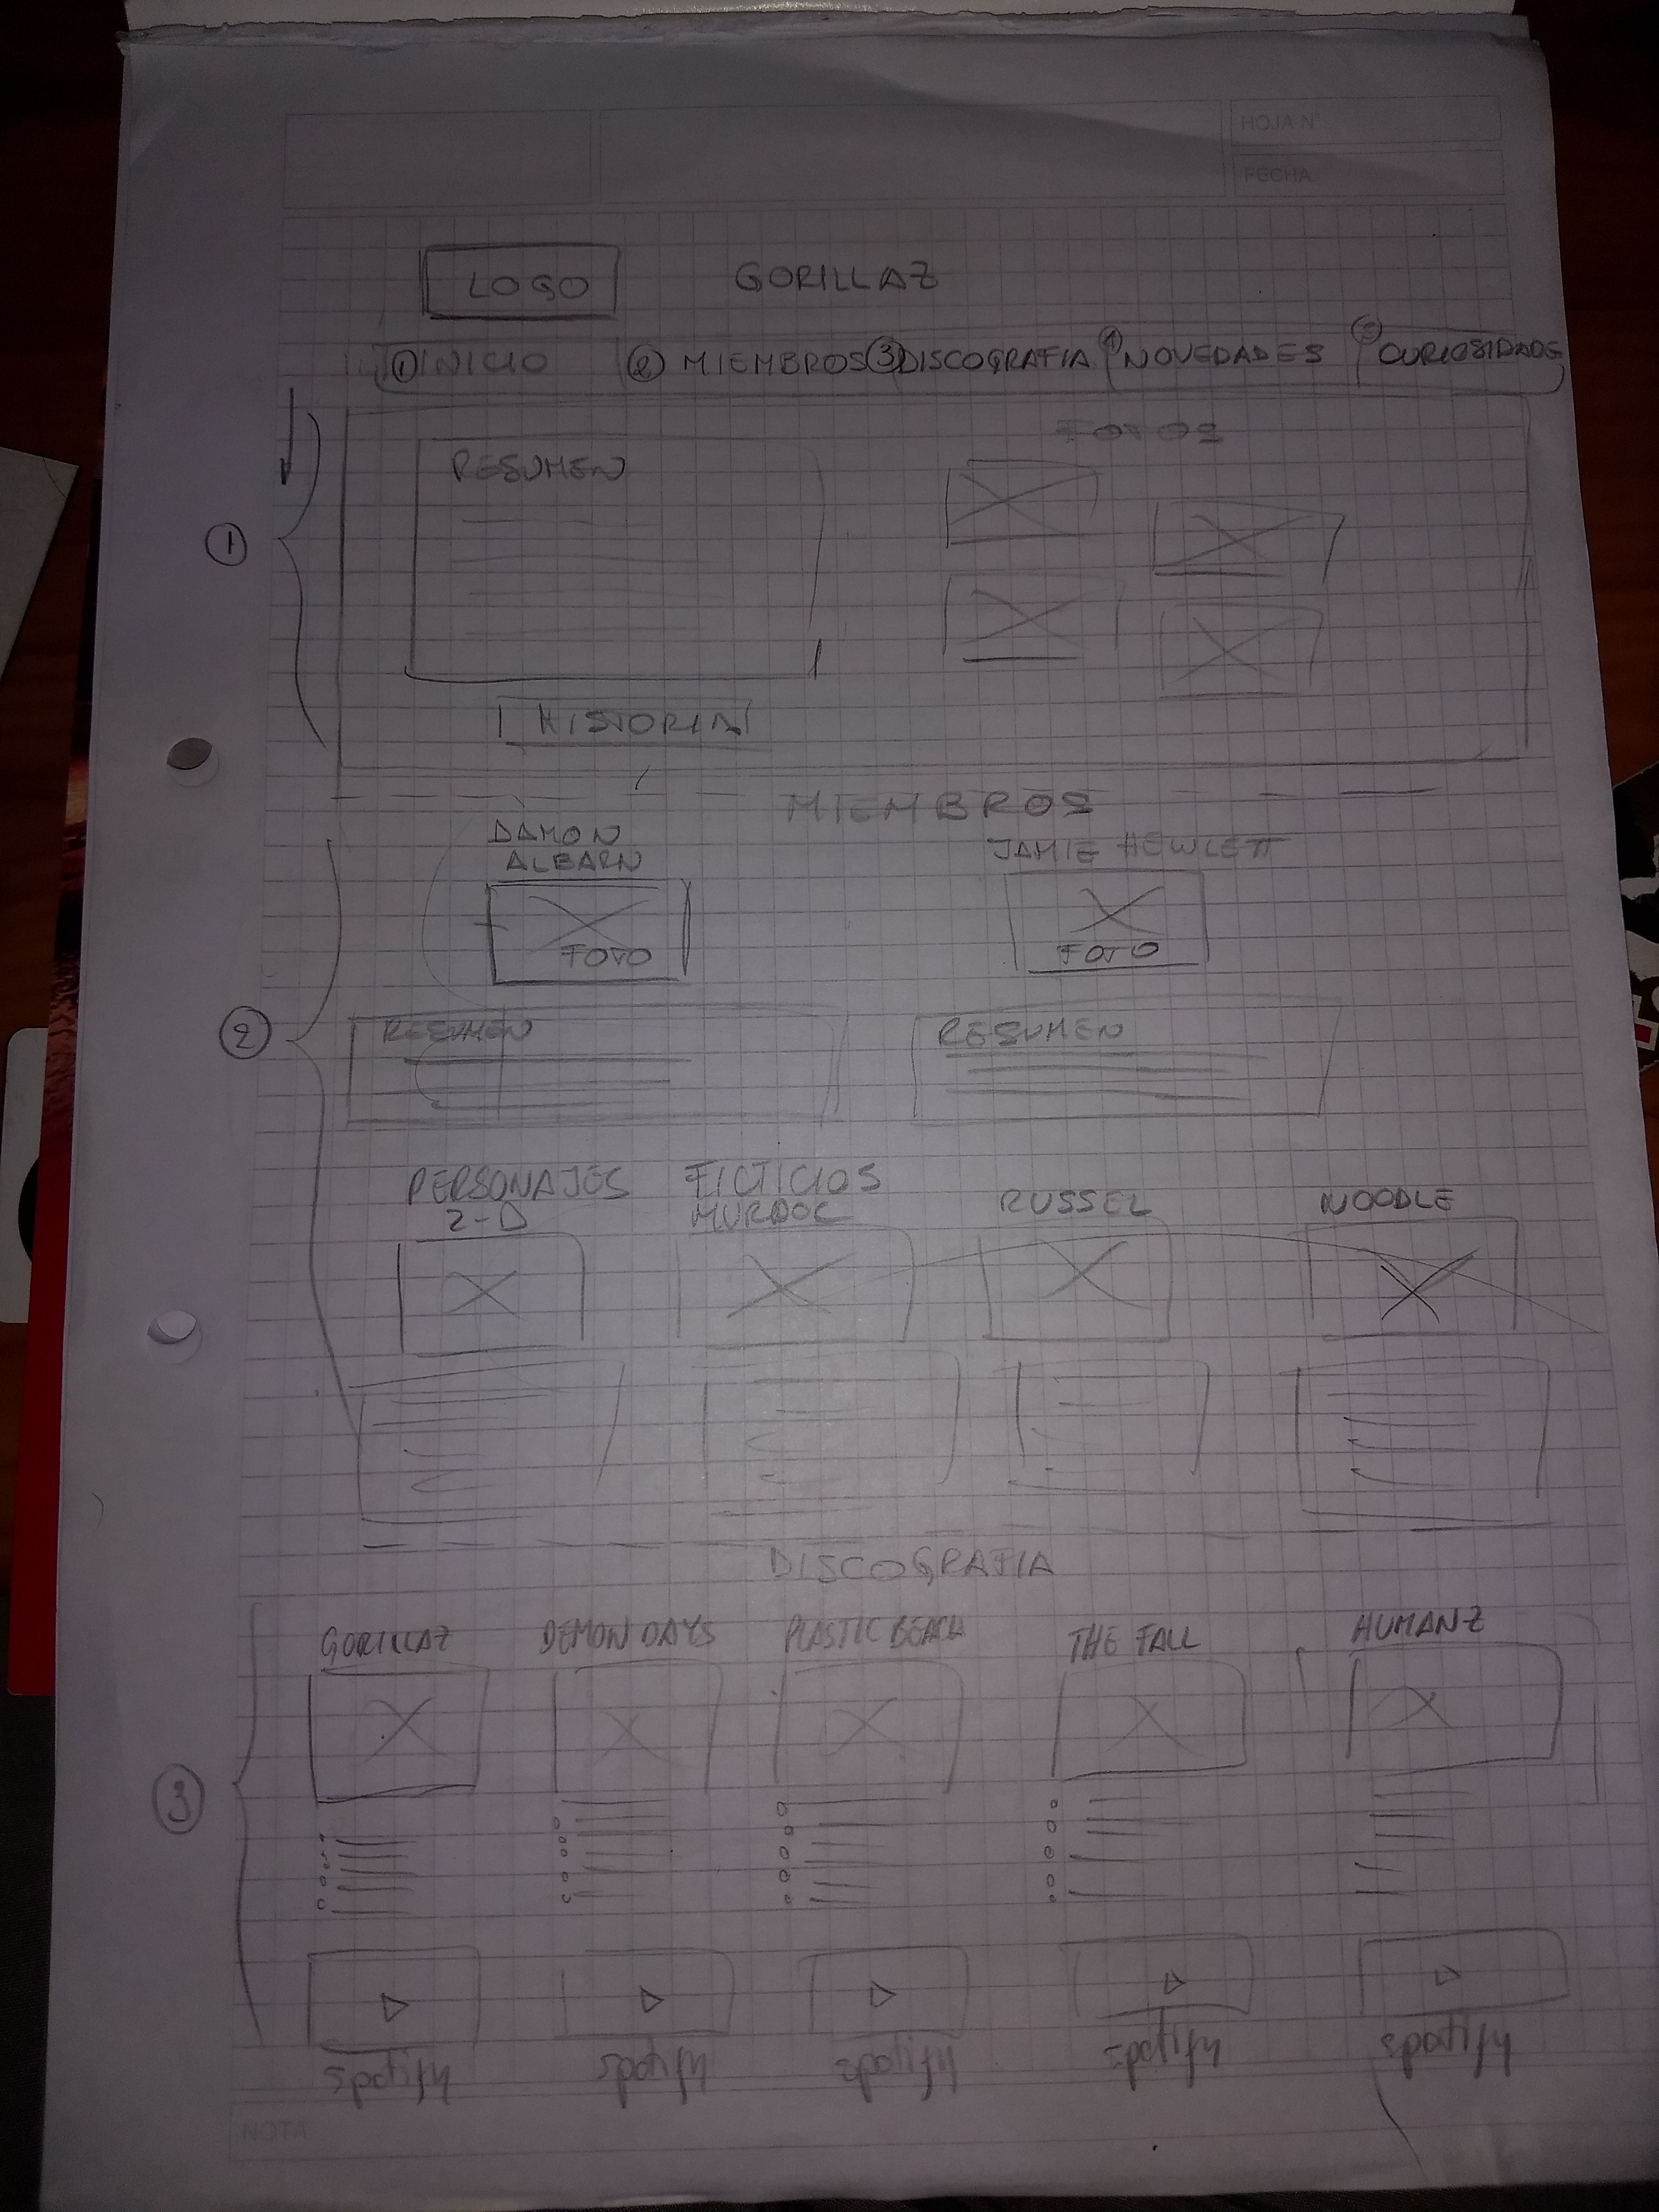 HOJA N
FECHA
LOGO GORILLAZ
① INICIO ② MIEMBROS ③ DISCOGRAFIA ④ NOVEDADES ⑤ CURIOSIDADES
FOTOS
RESUMEN
①
HISTORIA
MIEMBROS
DAMON ALBARN
JAMIE HEWLETT
FOTO FOTO
②
RESUMEN RESUMEN
PERSONAJES FICTICIOS
2-D MURDOC RUSSEL NOODLE
DISCOGRAFIA
GORILLAZ DEMON DAYS PLASTIC BEACH THE FALL HUMANZ
③
spotify spotify spotify spotify spotify
NOTA